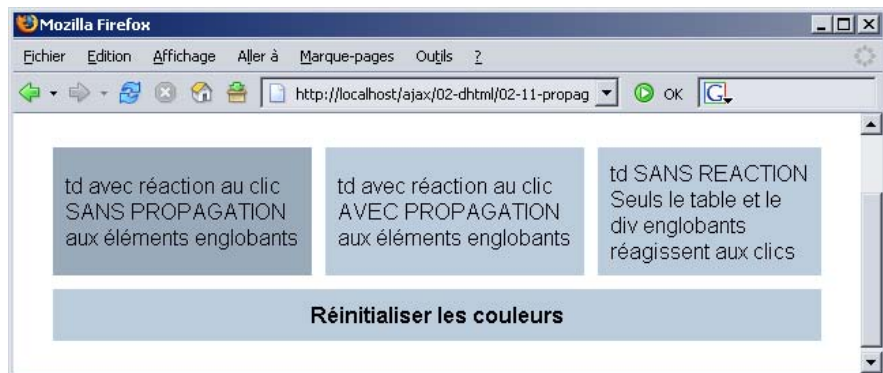 Mozilla Firefox
Fichier Edition Affichage Aller à Marque-pages Outils ?
http://localhost/ajax/02-dhtml/02-11-propag OK G
td avec réaction au clic
SANS PROPAGATION
aux éléments englobants
td avec réaction au clic
AVEC PROPAGATION
aux éléments englobants
td SANS REACTION
Seuls le table et le
div englobants
réagissent aux clics
Réinitialiser les couleurs